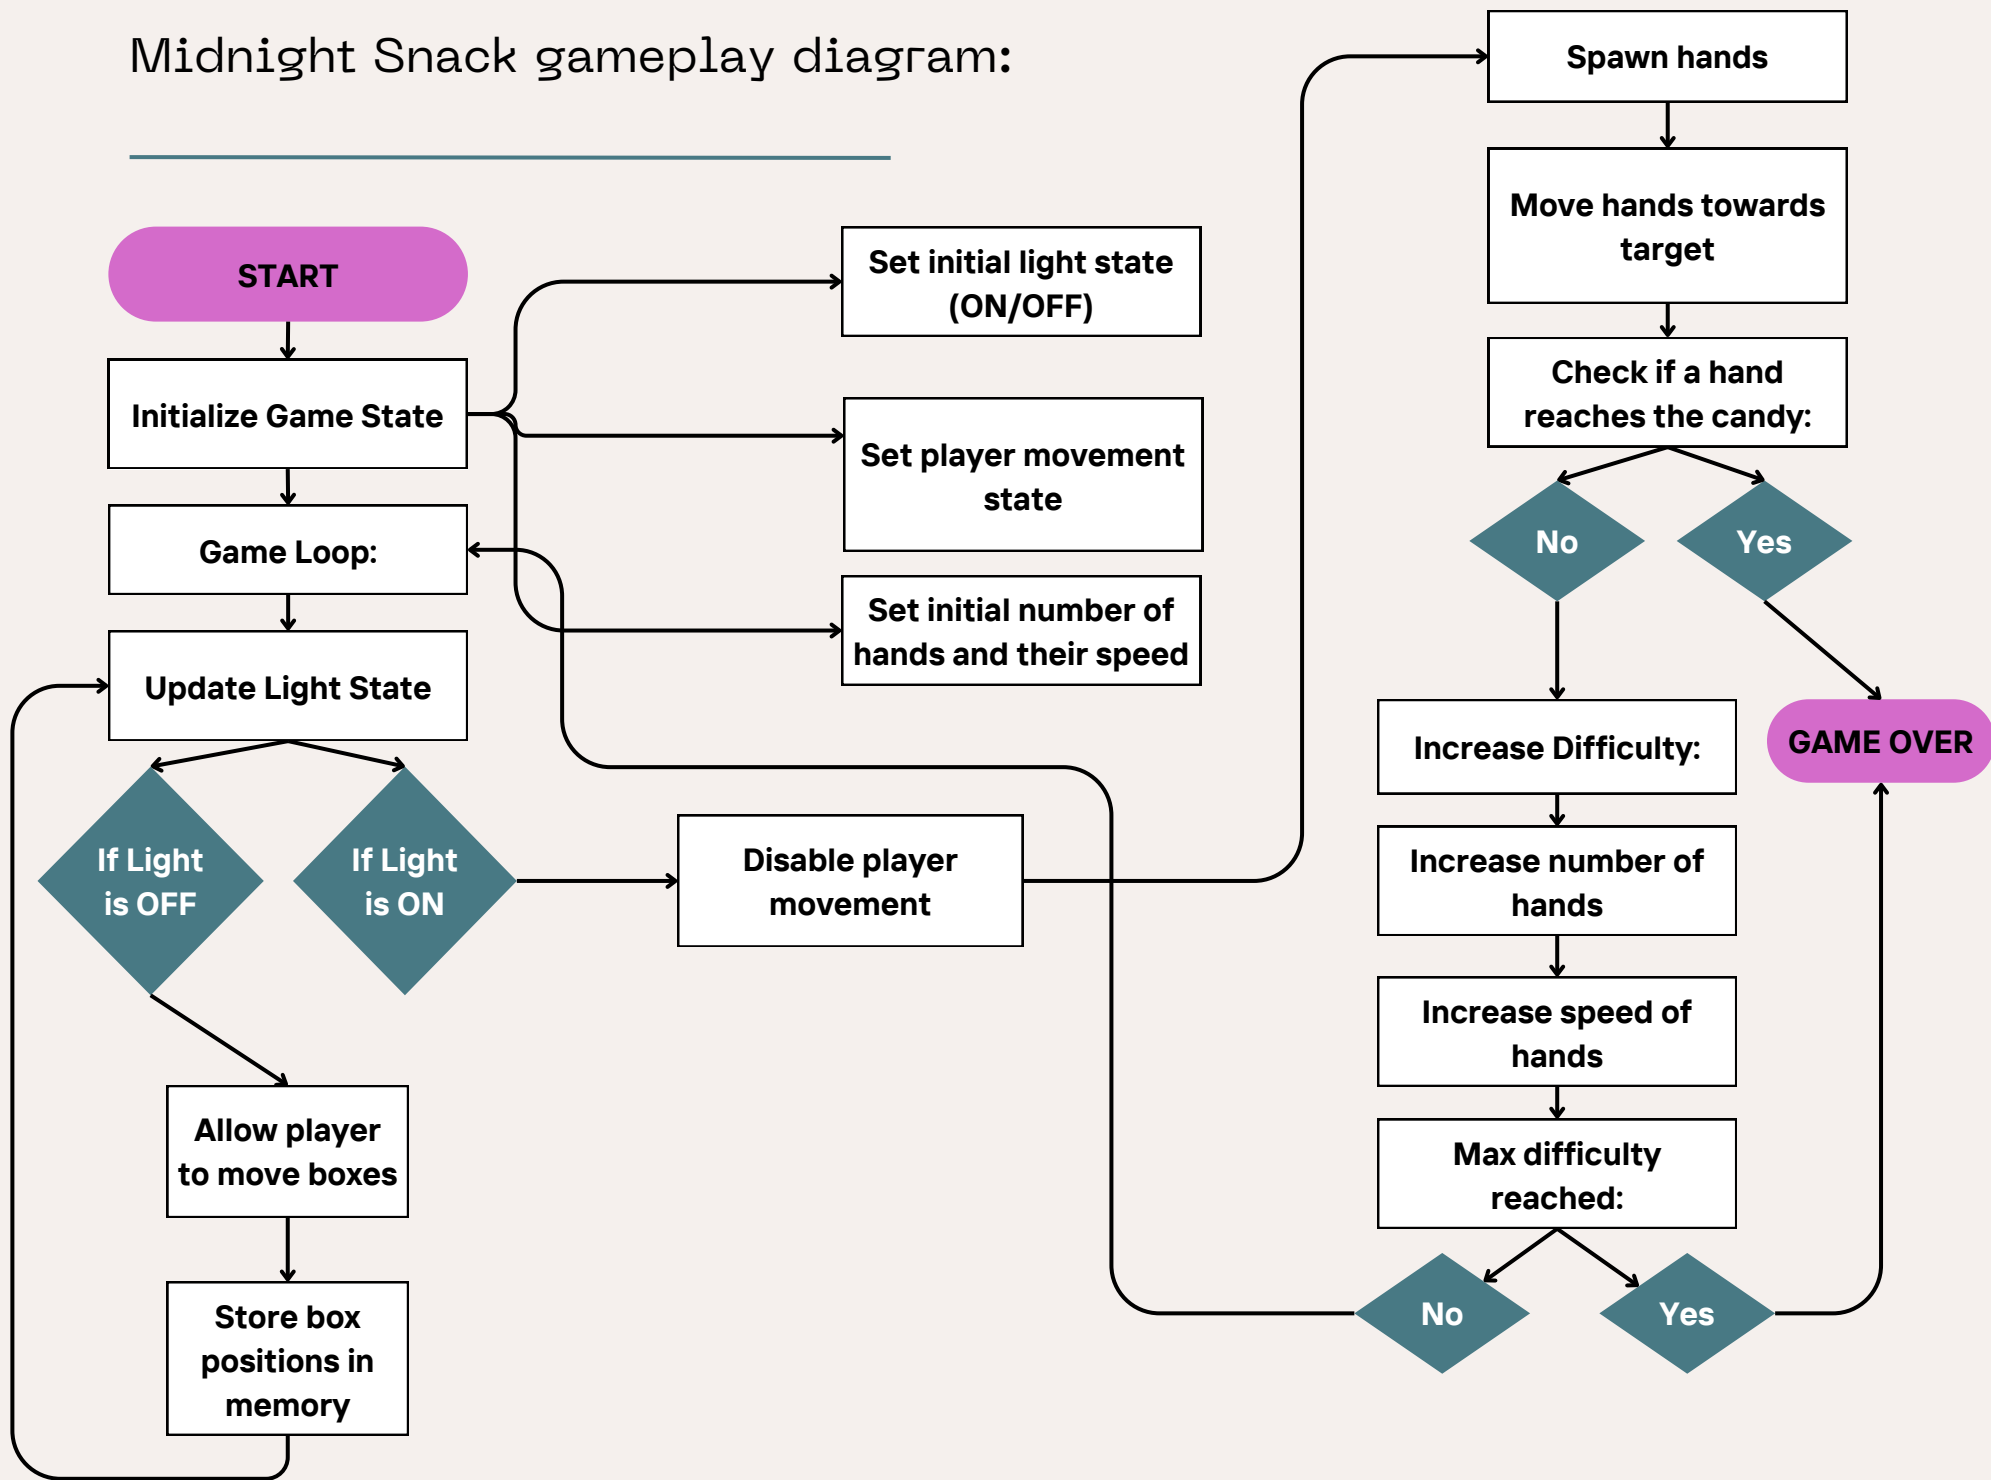 Midnight Snack gameplay diagram:
START
Initialize Game State
Game Loop:
Update Light State
If Light
is OFF
If Light
is ON
Allow player
to move boxes
Store box
positions in
memory
Set initial light state
(ON/OFF)
Set player movement
state
Set initial number of
hands and their speed
Disable player
movement
Spawn hands
Move hands towards
target
Check if a hand
reaches the candy:
No
Yes
GAME OVER
Increase Difficulty:
Increase number of
hands
Increase speed of
hands
Max difficulty
reached:
No
Yes